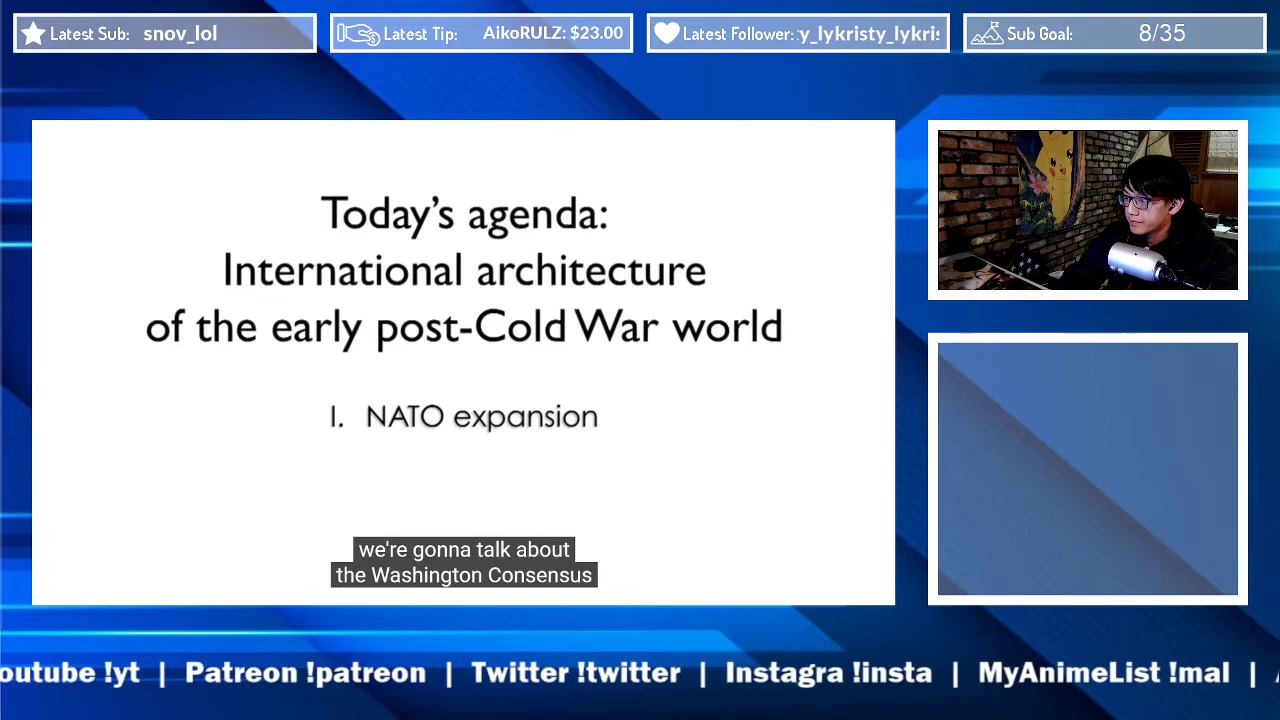 Latest Sub: snov_lol
Latest Tip: AikoRULZ: $23.00
Latest Follower: :y_lykristy_lykri:
Sub Goal: 8/35
Today's agenda:
International architecture
of the early post-Cold War world
I. NATO expansion
we're gonna talk about
the Washington Consensus
outube !yt | Patreon !patreon | Twitter !twitter | Instagra !insta | MyAnimeList !mal |